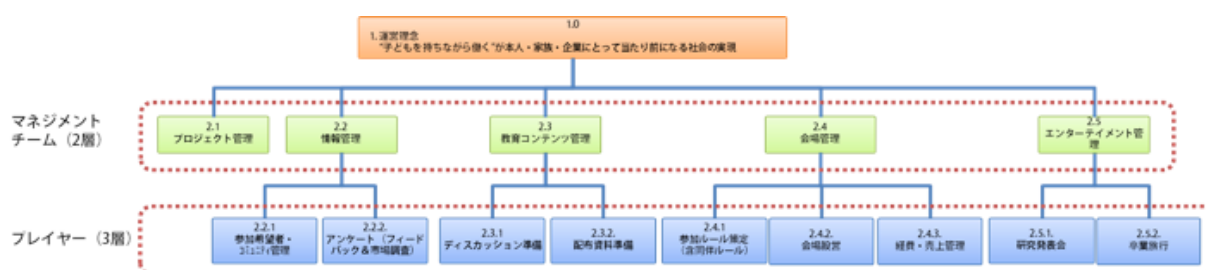 1.0
1. 運営理念
"子どもを持ちながら働く"が本人・家族・企業にとって当たり前になる社会の実現
マネジメント
チーム（2層）
2.1
プロジェクト管理
2.2
情報管理
2.3
教育コンテンツ管理
2.4
会場管理
2.5
エンターテイメント管
理
プレイヤー（3層）
2.2.1
参加希望者・
コミュニティ管理
2.2.2.
アンケート（フィード
バック＆市場調査）
2.3.1
ディスカッション準備
2.3.2.
配布資料準備
2.4.1
参加ルール策定
（含同伴ルール）
2.4.2.
会場設営
2.4.3.
経費・売上管理
2.5.1.
研究発表会
2.5.2.
卒業旅行